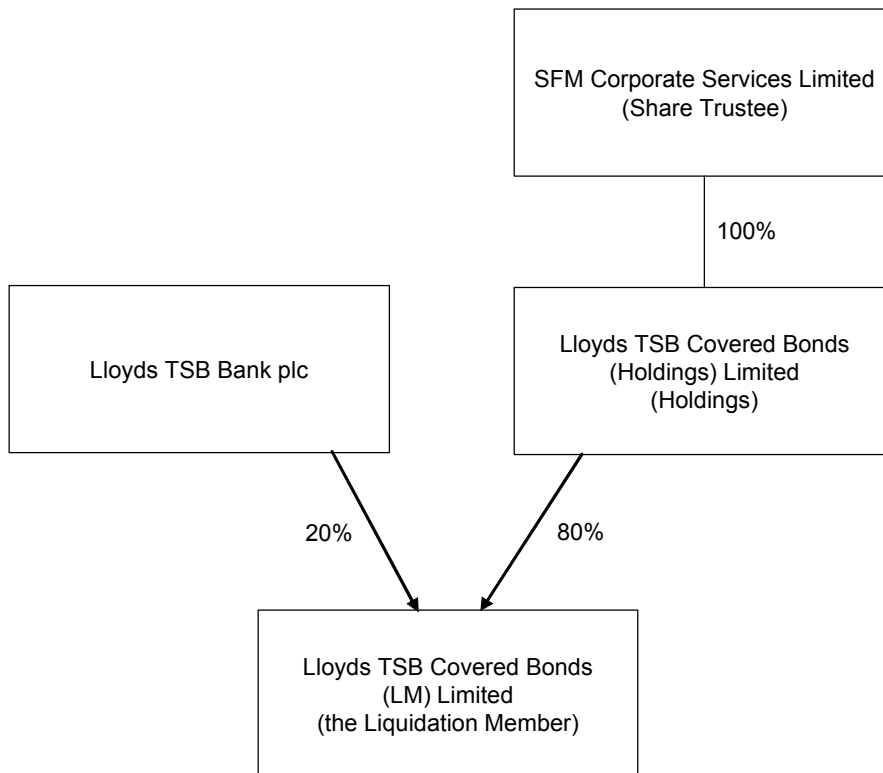 SFM Corporate Services Limited
(Share Trustee)
100%
Lloyds TSB Bank plc
Lloyds TSB Covered Bonds
(Holdings) Limited
(Holdings)
20%
80%
Lloyds TSB Covered Bonds
(LM) Limited
(the Liquidation Member)